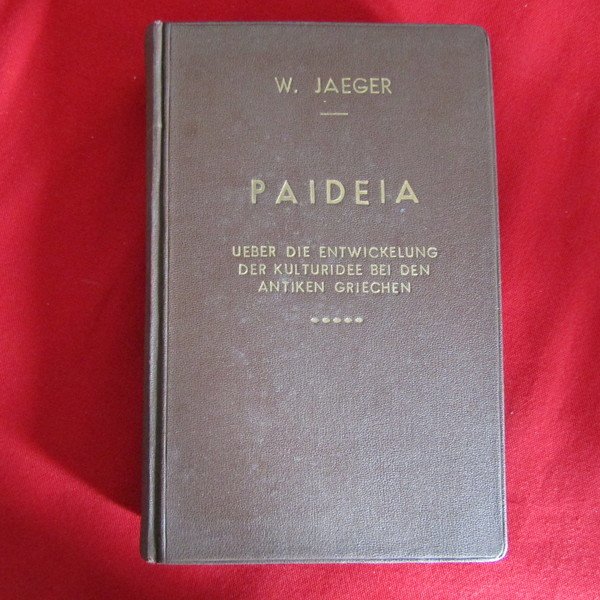 W. JAEGER
PAIDEIA
UEBER DIE ENTWICKELUNG
DER KULTURIDEE BEI DEN
ANTIKEN GRIECHEN